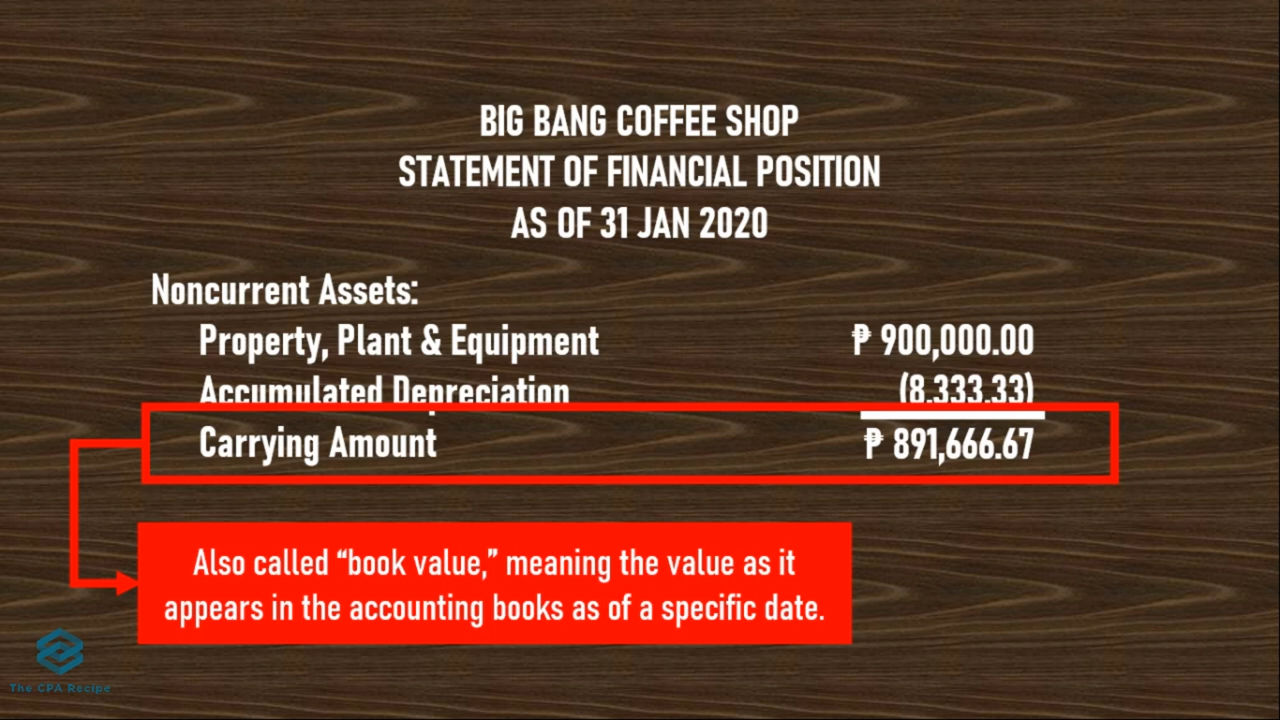 BIG BANG COFFEE SHOP
STATEMENT OF FINANCIAL POSITION
AS OF 31 JAN 2020
Noncurrent Assets:
Property, Plant & Equipment ₱ 900,000.00
Accumulated Depreciation (8,333.33)
Carrying Amount ₱ 891,666.67
Also called “book value,” meaning the value as it
appears in the accounting books as of a specific date.
The CPA Recipe